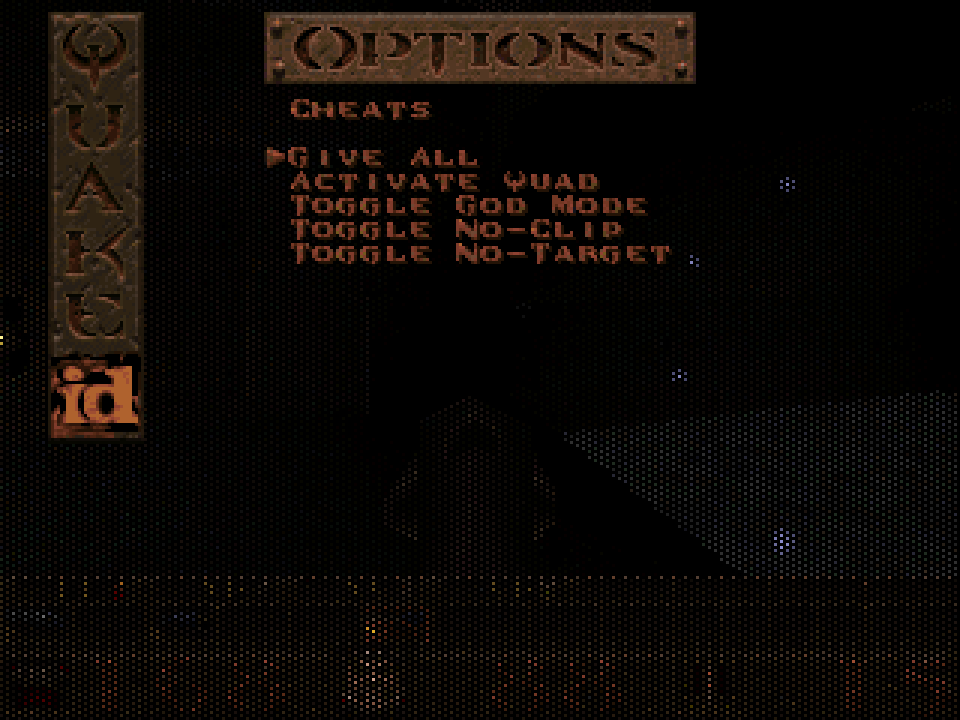 QUAKE
id
OPTIONS
CHEATS
GIVE ALL
ACTIVATE QUAD
TOGGLE GOD MODE
TOGGLE NO-CLIP
TOGGLE NO-TARGET